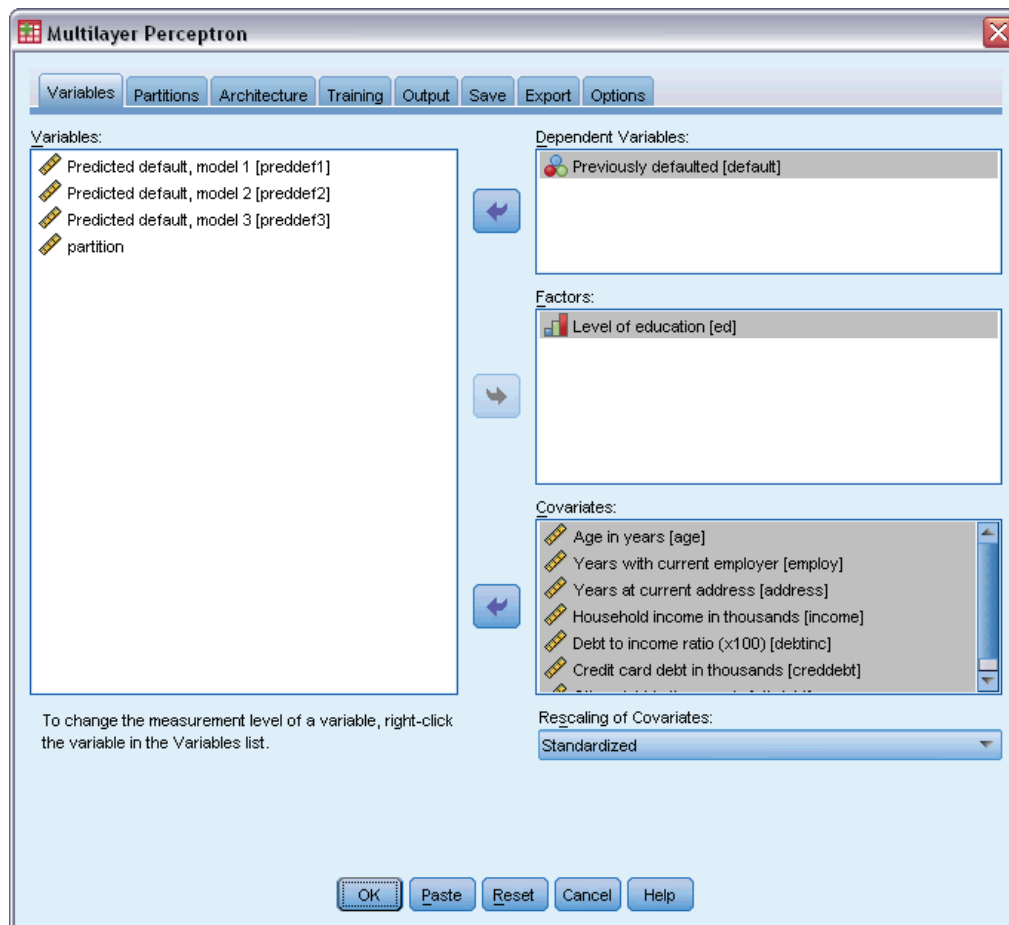 Multilayer Perceptron
Variables Partitions Architecture Training Output Save Export Options
Variables:
Predicted default, model 1 [preddef1]
Predicted default, model 2 [preddef2]
Predicted default, model 3 [preddef3]
partition
To change the measurement level of a variable, right-click
the variable in the Variables list.
Dependent Variables:
Previously defaulted [default]
Factors:
Level of education [ed]
Covariates:
Age in years [age]
Years with current employer [employ]
Years at current address [address]
Household income in thousands [income]
Debt to income ratio (x100) [debtinc]
Credit card debt in thousands [creddebt]
Rescaling of Covariates:
Standardized
OK Paste Reset Cancel Help